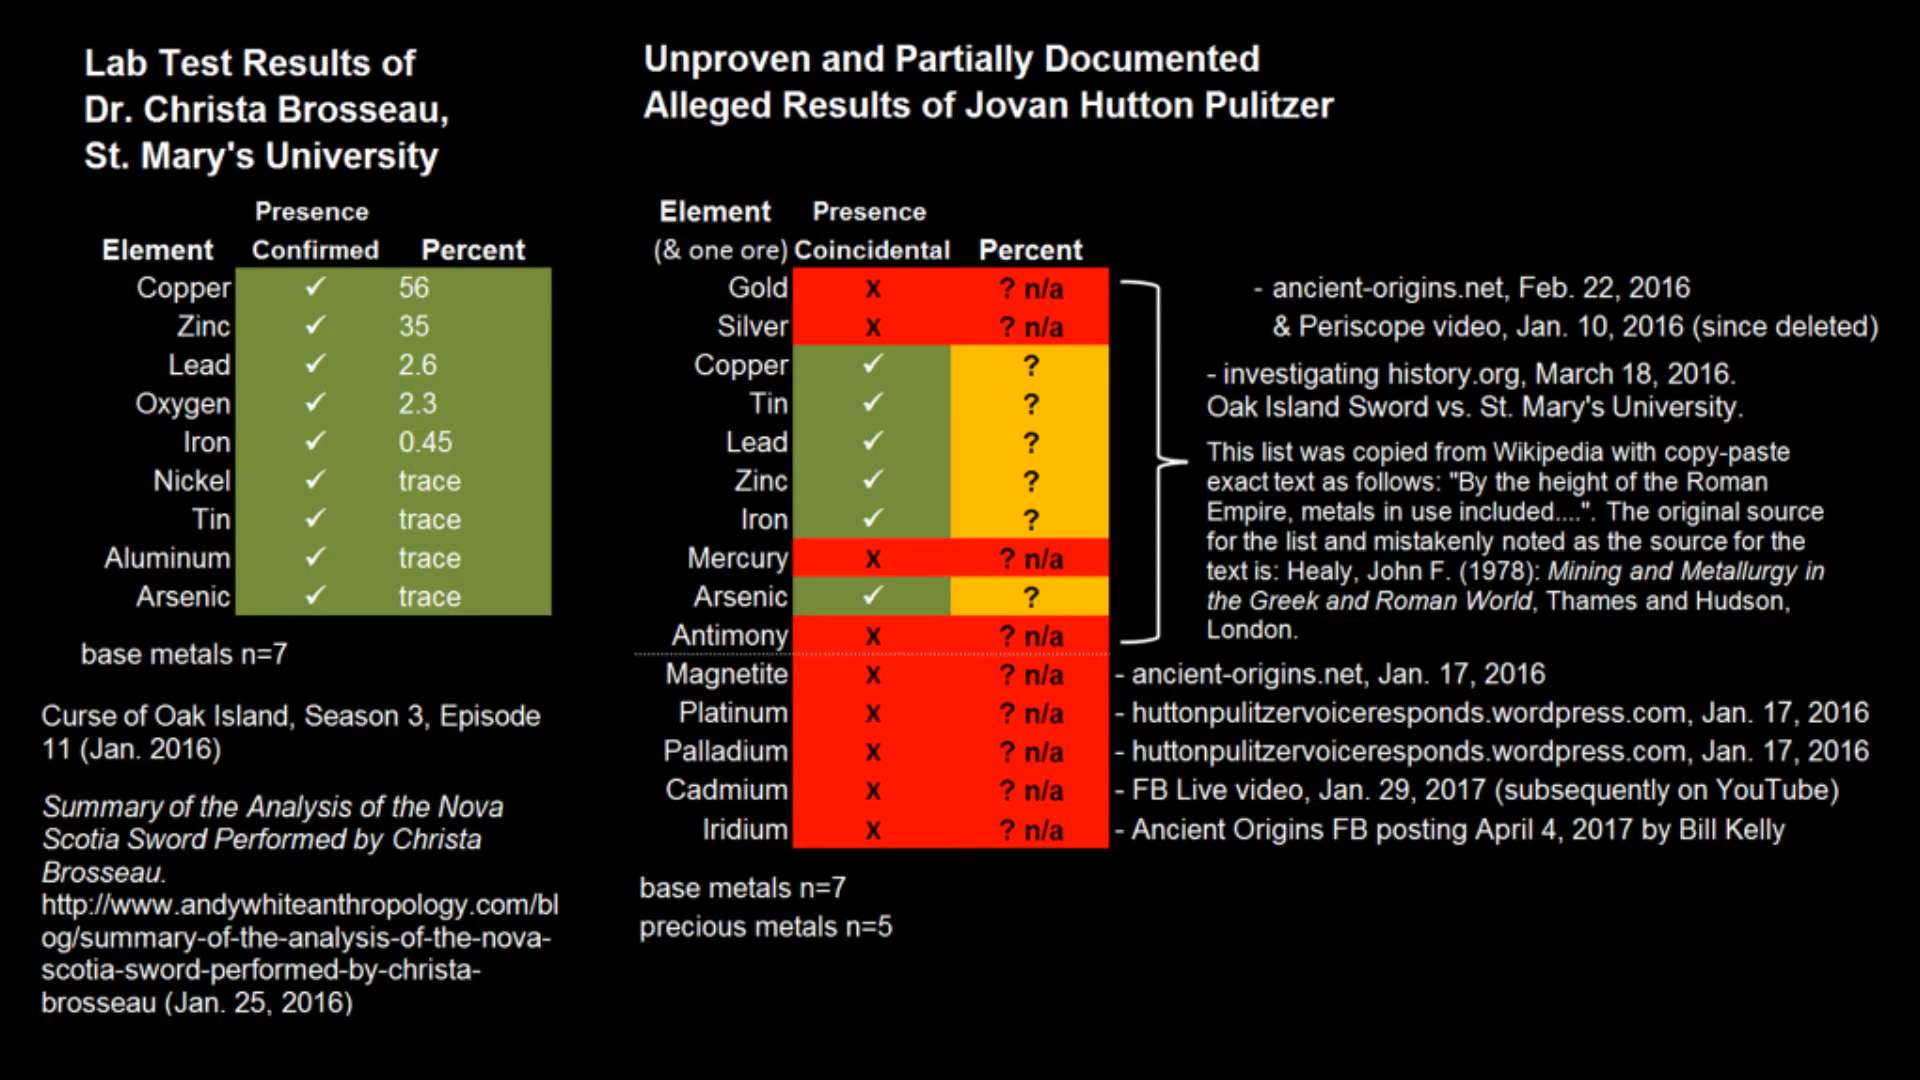 Lab Test Results of
Dr. Christa Brosseau,
St. Mary's University
Presence
Element Confirmed Percent
Copper ✓ 56
Zinc ✓ 35
Lead ✓ 2.6
Oxygen ✓ 2.3
Iron ✓ 0.45
Nickel ✓ trace
Tin ✓ trace
Aluminum ✓ trace
Arsenic ✓ trace
base metals n=7
Curse of Oak Island, Season 3, Episode
11 (Jan. 2016)
Summary of the Analysis of the Nova
Scotia Sword Performed by Christa
Brosseau.
http://www.andywhiteanthropology.com/bl
og/summary-of-the-analysis-of-the-nova-
scotia-sword-performed-by-christa-
brosseau (Jan. 25, 2016)
Unproven and Partially Documented
Alleged Results of Jovan Hutton Pulitzer
Element Presence
(& one ore) Coincidental Percent
Gold X ? n/a
Silver X ? n/a
Copper ✓ ?
Tin ✓ ?
Lead ✓ ?
Zinc ✓ ?
Iron ✓ ?
Mercury X ? n/a
Arsenic ✓ ?
Antimony X ? n/a
- ancient-origins.net, Feb. 22, 2016
& Periscope video, Jan. 10, 2016 (since deleted)
- investigating history.org, March 18, 2016.
Oak Island Sword vs. St. Mary's University.
This list was copied from Wikipedia with copy-paste
exact text as follows: "By the height of the Roman
Empire, metals in use included....". The original source
for the list and mistakenly noted as the source for the
text is: Healy, John F. (1978): Mining and Metallurgy in
the Greek and Roman World, Thames and Hudson,
London.
Magnetite X ? n/a - ancient-origins.net, Jan. 17, 2016
Platinum X ? n/a - huttonpulitzervoiceresponds.wordpress.com, Jan. 17, 2016
Palladium X ? n/a - huttonpulitzervoiceresponds.wordpress.com, Jan. 17, 2016
Cadmium X ? n/a - FB Live video, Jan. 29, 2017 (subsequently on YouTube)
Iridium X ? n/a - Ancient Origins FB posting April 4, 2017 by Bill Kelly
base metals n=7
precious metals n=5